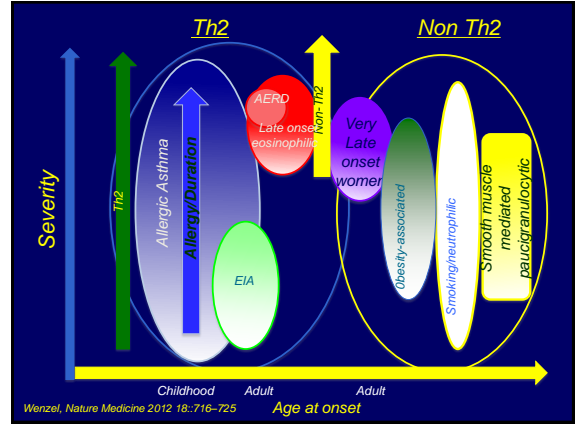 Th2
Non Th2
Severity
Th2
Allergic Asthma
Allergy/Duration
EIA
AERD
Late onset
eosinophilic
Non-Th2
Very
Late
onset
women
Obesity-associated
Smoking/neutrophilic
Smooth muscle
mediated
paucigranulocytic
Childhood
Adult
Adult
Wenzel, Nature Medicine 2012 18::716–725
Age at onset